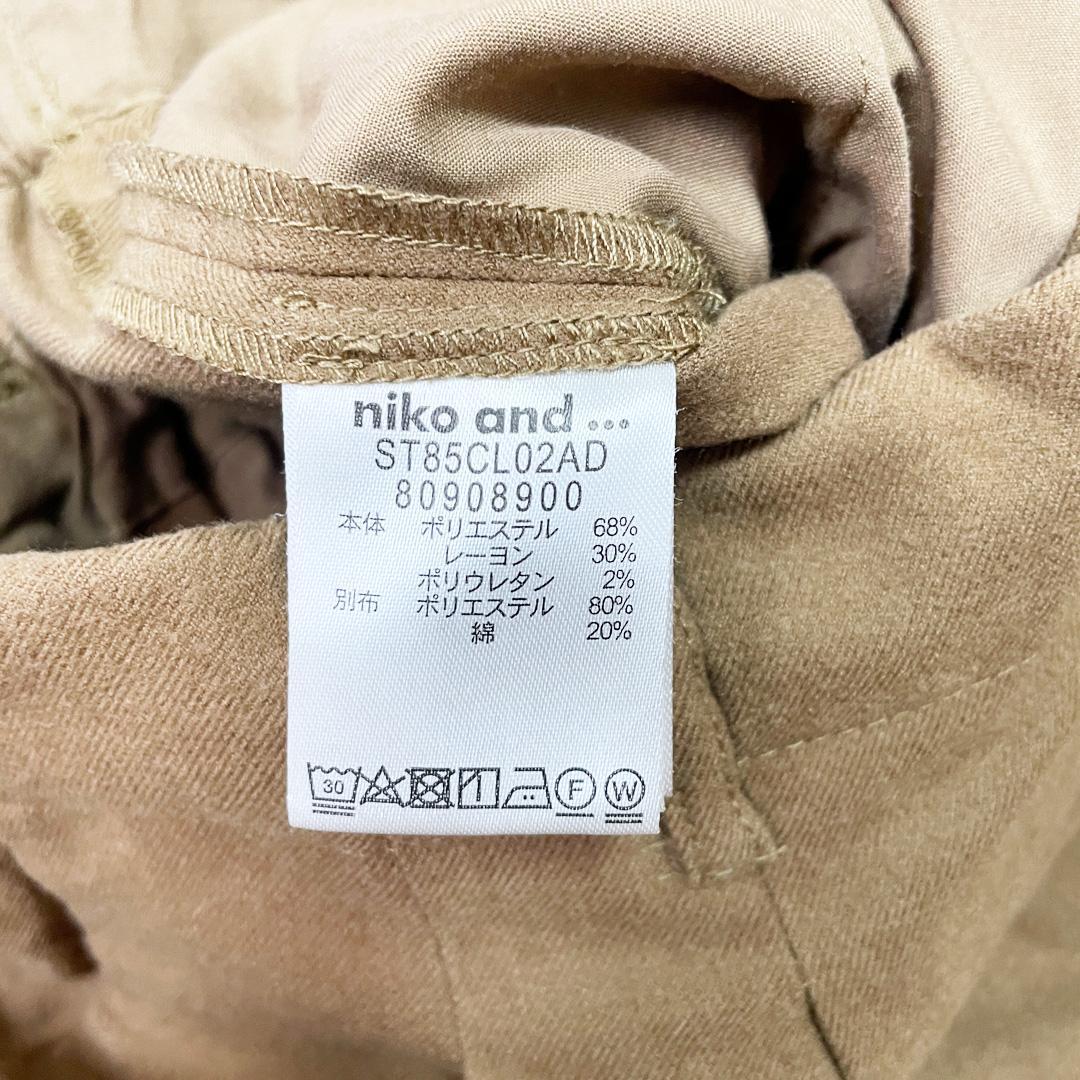 niko and ...
ST85CL02AD
80908900
本体 ポリエステル 68%
レーヨン 30%
ポリウレタン 2%
別布 ポリエステル 80%
綿 20%
30 F W